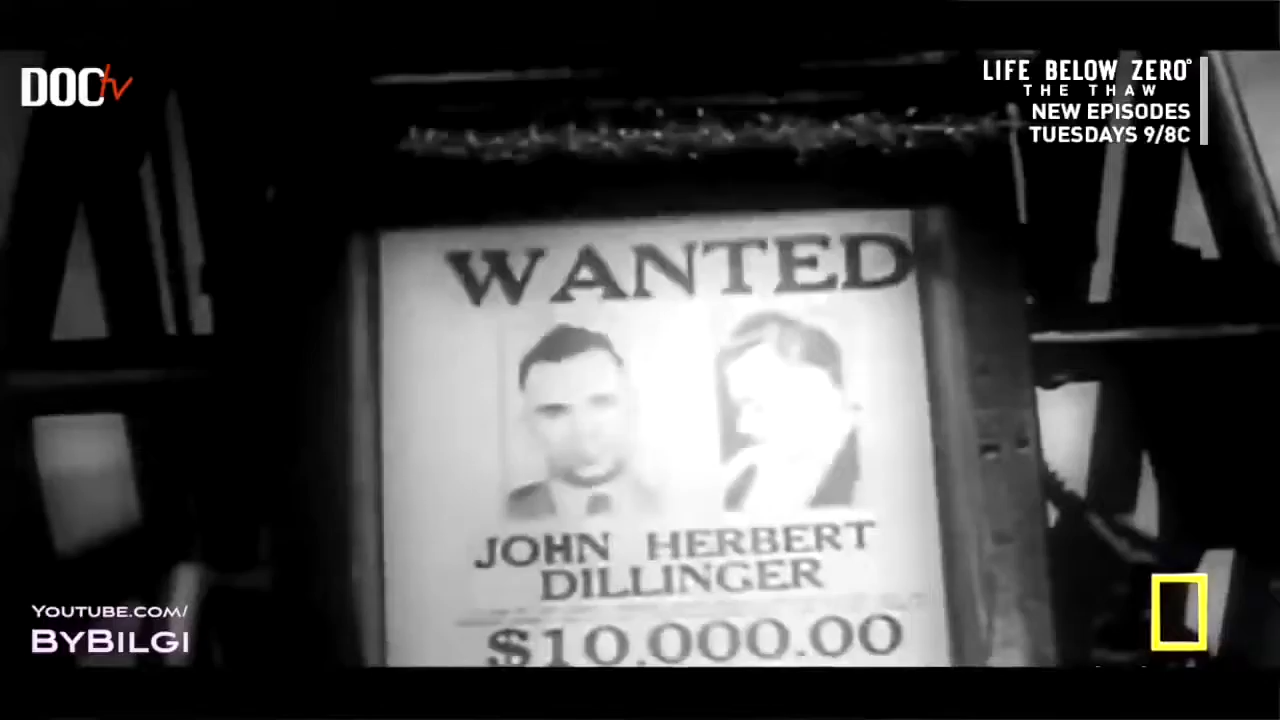 DOCtv
LIFE BELOW ZERO°
THE THAW
NEW EPISODES
TUESDAYS 9/8C
WANTED
JOHN HERBERT
DILLINGER
$10,000.00
YOUTUBE.COM/
BYBILGI